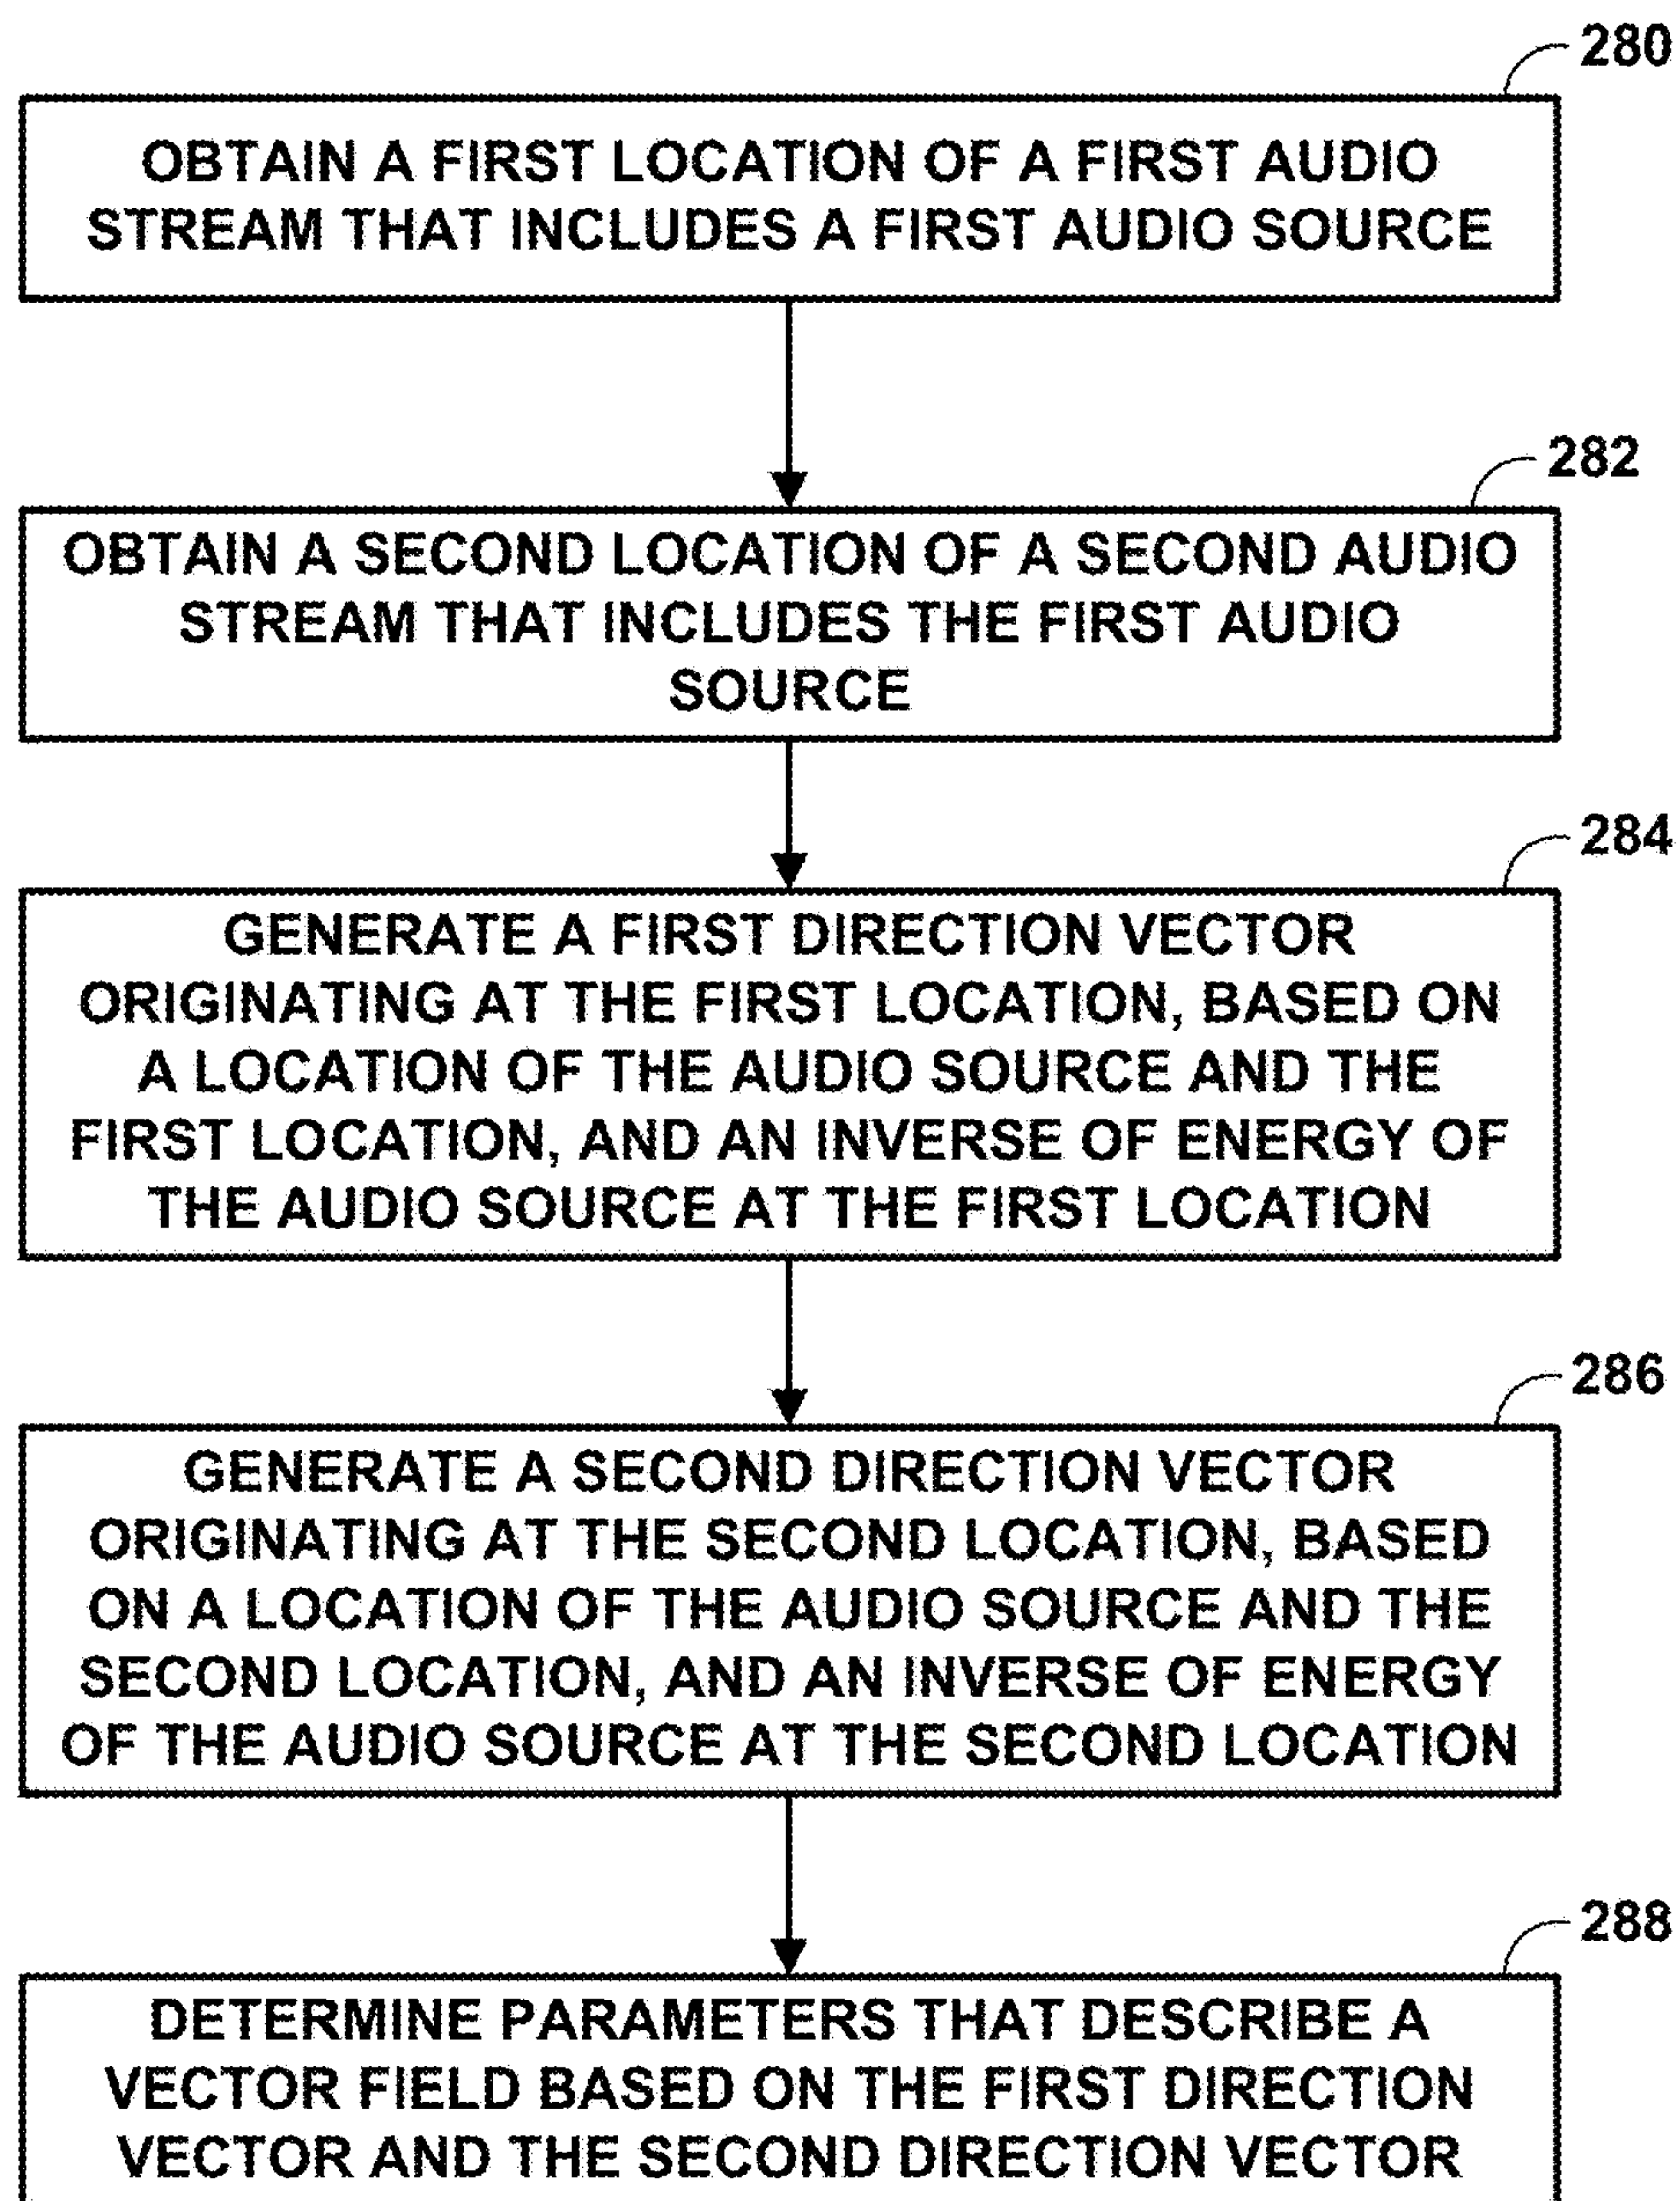 280
OBTAIN A FIRST LOCATION OF A FIRST AUDIO
STREAM THAT INCLUDES A FIRST AUDIO SOURCE
282
OBTAIN A SECOND LOCATION OF A SECOND AUDIO
STREAM THAT INCLUDES THE FIRST AUDIO
SOURCE
284
GENERATE A FIRST DIRECTION VECTOR
ORIGINATING AT THE FIRST LOCATION, BASED ON
A LOCATION OF THE AUDIO SOURCE AND THE
FIRST LOCATION, AND AN INVERSE OF ENERGY OF
THE AUDIO SOURCE AT THE FIRST LOCATION
286
GENERATE A SECOND DIRECTION VECTOR
ORIGINATING AT THE SECOND LOCATION, BASED
ON A LOCATION OF THE AUDIO SOURCE AND THE
SECOND LOCATION, AND AN INVERSE OF ENERGY
OF THE AUDIO SOURCE AT THE SECOND LOCATION
288
DETERMINE PARAMETERS THAT DESCRIBE A
VECTOR FIELD BASED ON THE FIRST DIRECTION
VECTOR AND THE SECOND DIRECTION VECTOR